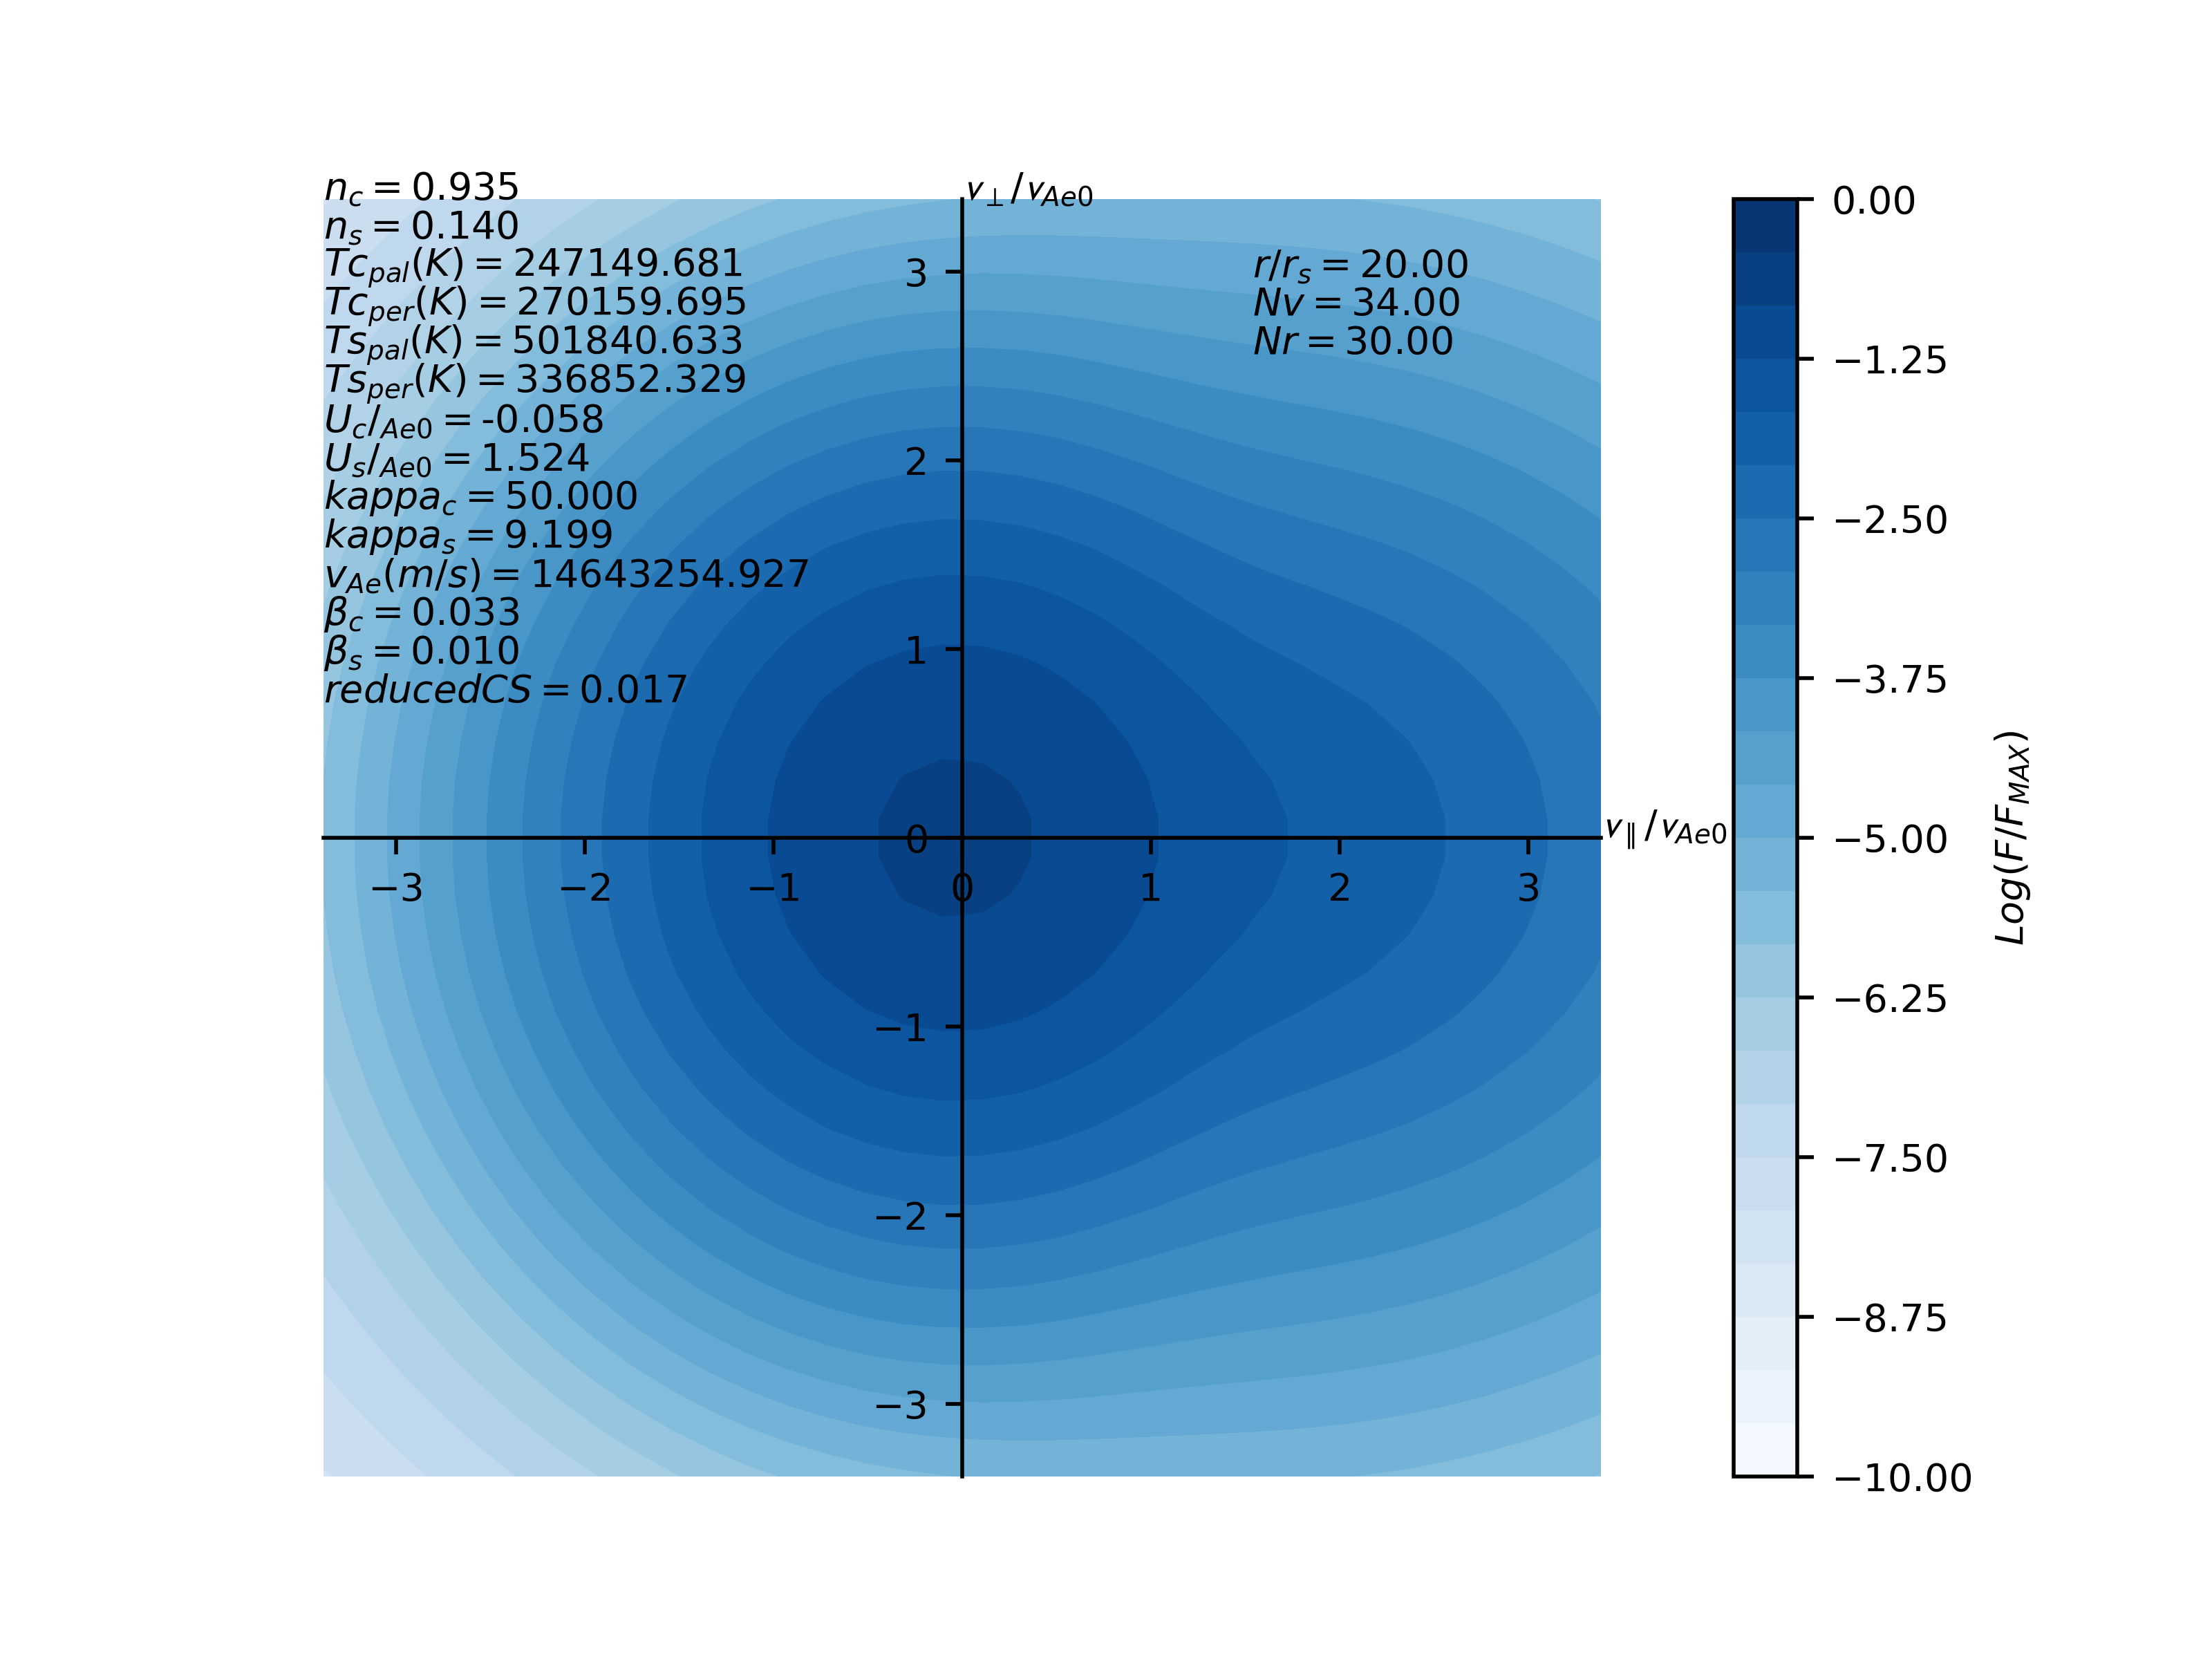 n_c = 0.935
n_s = 0.140
Tc_pal(K) = 247149.681
Tc_per(K) = 270159.695
Ts_pal(K) = 501840.633
Ts_per(K) = 336852.329
U_c/_Ae0 = -0.058
U_s/_Ae0 = 1.524
kappa_c = 50.000
kappa_s = 9.199
v_Ae(m/s) = 14643254.927
β_c = 0.033
β_s = 0.010
reducedCS = 0.017
v_⊥/v_Ae0
r/r_s = 20.00
Nv = 34.00
Nr = 30.00
3
2
1
0
−1
−2
−3
−3
−2
−1
0
1
2
3
v_∥/v_Ae0
0.00
−1.25
−2.50
−3.75
−5.00
−6.25
−7.50
−8.75
−10.00
Log(F/F_MAX)